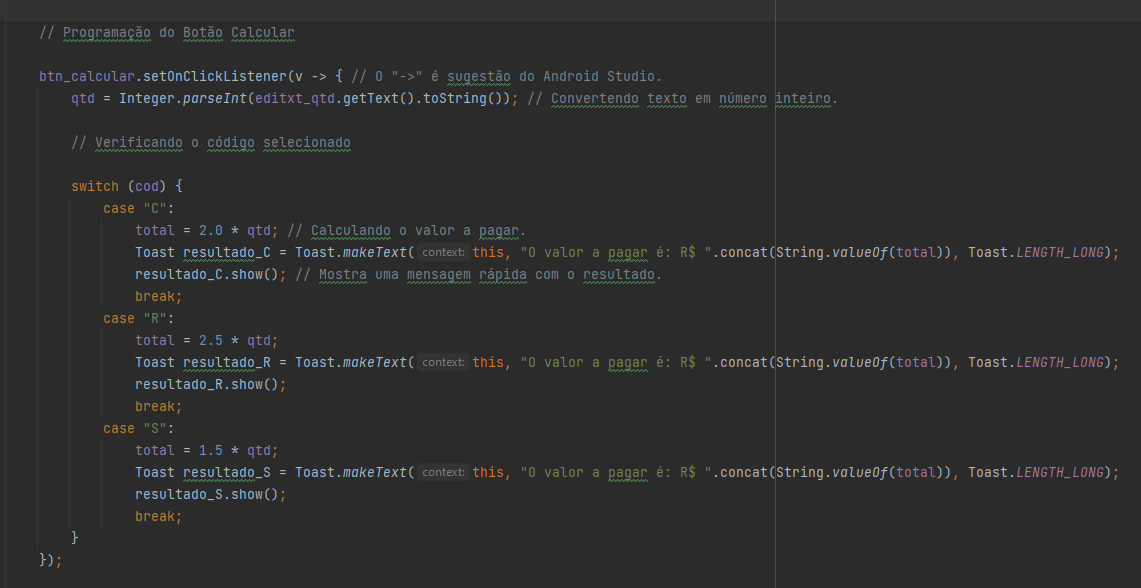 // Programação do Botão Calcular
btn_calcular.setOnClickListener(v -> { // O "->" é sugestão do Android Studio.
qtd = Integer.parseInt(editxt_qtd.getText().toString()); // Convertendo texto em número inteiro.
// Verificando o código selecionado
switch (cod) {
case "C":
total = 2.0 * qtd; // Calculando o valor a pagar.
Toast resultado_C = Toast.makeText( context: this, "O valor a pagar é: R$ ".concat(String.valueOf(total)), Toast.LENGTH_LONG);
resultado_C.show(); // Mostra uma mensagem rápida com o resultado.
break;
case "R":
total = 2.5 * qtd;
Toast resultado_R = Toast.makeText( context: this, "O valor a pagar é: R$ ".concat(String.valueOf(total)), Toast.LENGTH_LONG);
resultado_R.show();
break;
case "S":
total = 1.5 * qtd;
Toast resultado_S = Toast.makeText( context: this, "O valor a pagar é: R$ ".concat(String.valueOf(total)), Toast.LENGTH_LONG);
resultado_S.show();
break;
}
});